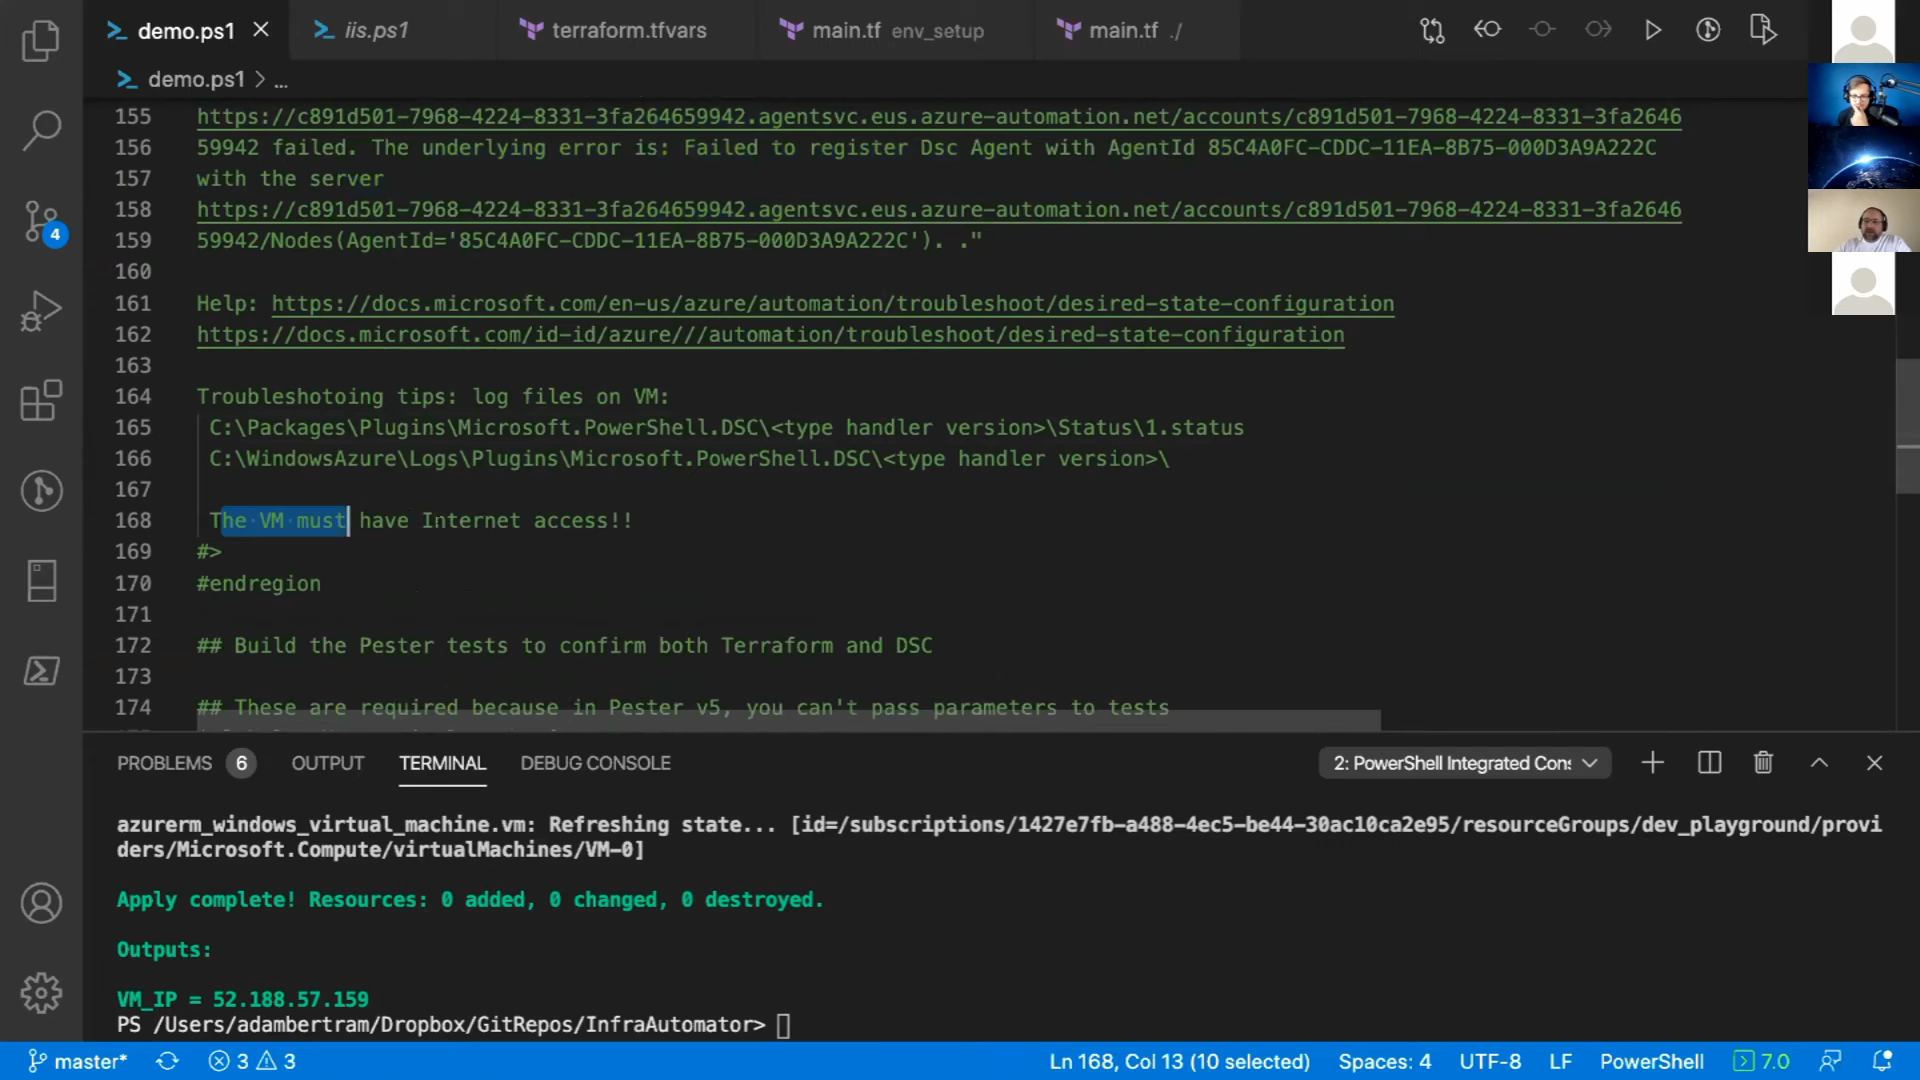 demo.ps1
iis.ps1
terraform.tfvars
main.tf env_setup
main.tf ./
demo.ps1 > ...
155 https://c891d501-7968-4224-8331-3fa264659942.agentsvc.eus.azure-automation.net/accounts/c891d501-7968-4224-8331-3fa2646
156 59942 failed. The underlying error is: Failed to register Dsc Agent with AgentId 85C4A0FC-CDDC-11EA-8B75-000D3A9A222C
157 with the server
158 https://c891d501-7968-4224-8331-3fa264659942.agentsvc.eus.azure-automation.net/accounts/c891d501-7968-4224-8331-3fa2646
159 59942/Nodes(AgentId='85C4A0FC-CDDC-11EA-8B75-000D3A9A222C'). ."
160
161 Help: https://docs.microsoft.com/en-us/azure/automation/troubleshoot/desired-state-configuration
162 https://docs.microsoft.com/id-id/azure///automation/troubleshoot/desired-state-configuration
163
164 Troubleshotoing tips: log files on VM:
165 C:\Packages\Plugins\Microsoft.PowerShell.DSC\<type handler version>\Status\1.status
166 C:\WindowsAzure\Logs\Plugins\Microsoft.PowerShell.DSC\<type handler version>\
167
168 The VM must have Internet access!!
169 #>
170 #endregion
171
172 ## Build the Pester tests to confirm both Terraform and DSC
173
174 ## These are required because in Pester v5, you can't pass parameters to tests
PROBLEMS 6 OUTPUT TERMINAL DEBUG CONSOLE 2: PowerShell Integrated Con
azurerm_windows_virtual_machine.vm: Refreshing state... [id=/subscriptions/1427e7fb-a488-4ec5-be44-30ac10ca2e95/resourceGroups/dev_playground/provi
ders/Microsoft.Compute/virtualMachines/VM-0]
Apply complete! Resources: 0 added, 0 changed, 0 destroyed.
Outputs:
VM_IP = 52.188.57.159
PS /Users/adambertram/Dropbox/GitRepos/InfraAutomator>
4
master* 3 3 Ln 168, Col 13 (10 selected) Spaces: 4 UTF-8 LF PowerShell 7.0